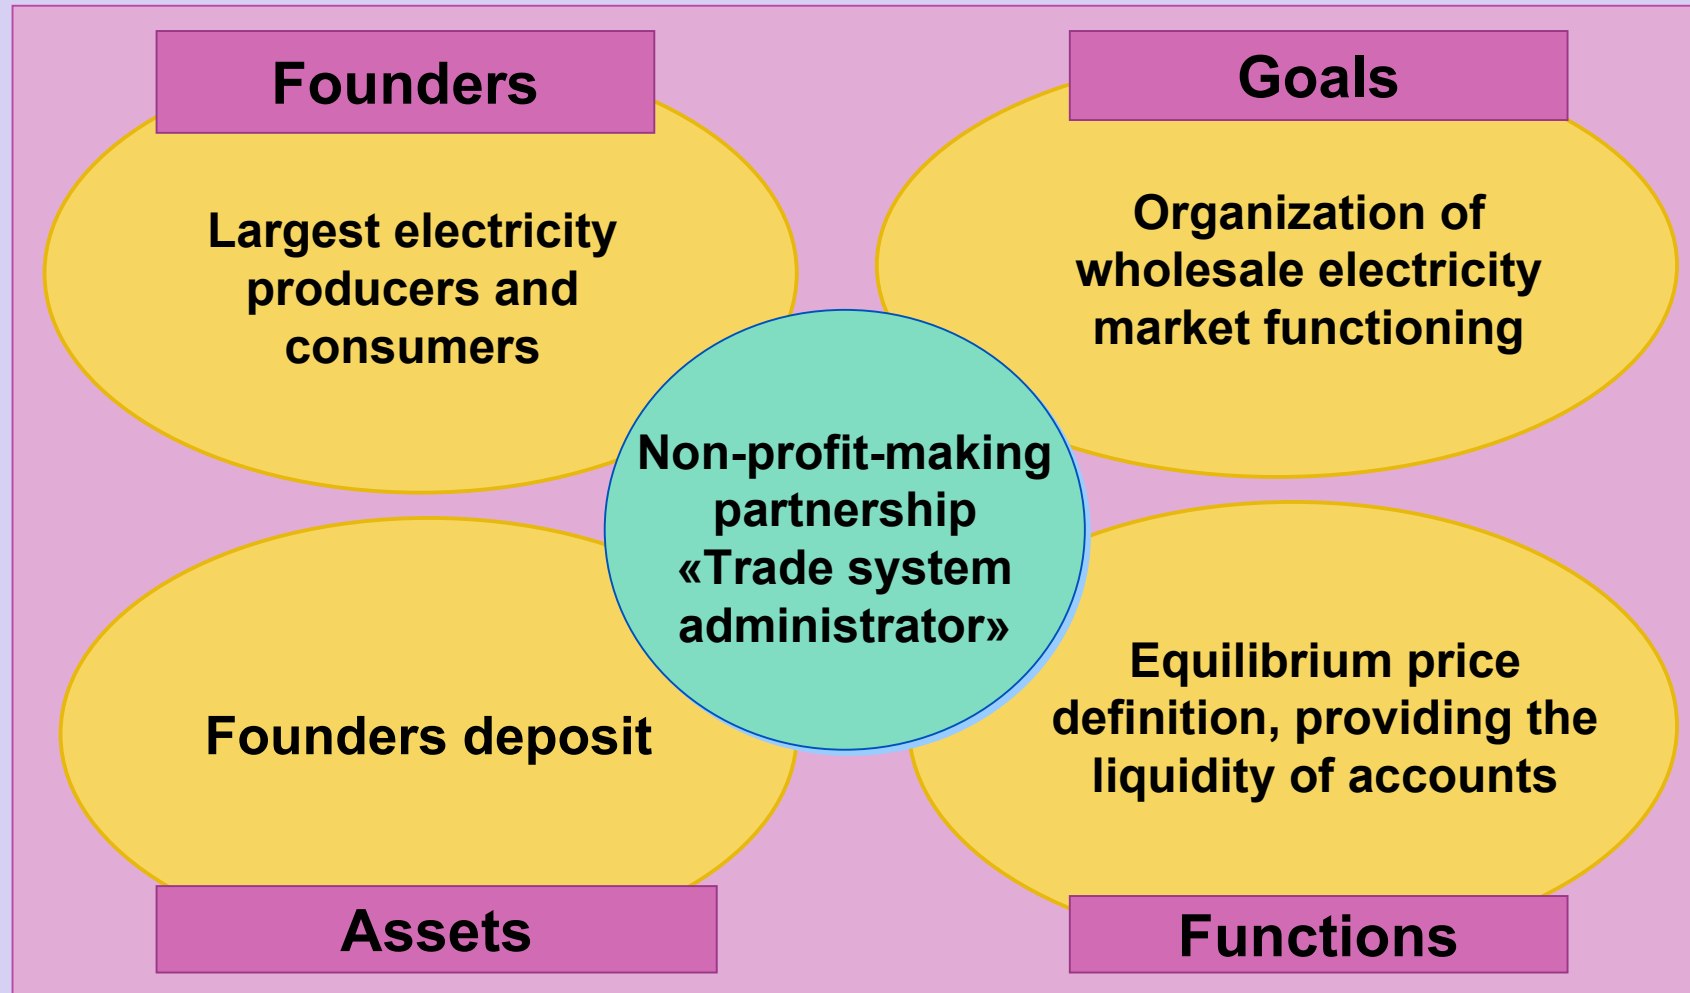 Founders
Largest electricity
producers and
consumers
Goals
Organization of
wholesale electricity
market functioning
Non-profit-making
partnership
«Trade system
administrator»
Founders deposit
Assets
Equilibrium price
definition, providing the
liquidity of accounts
Functions